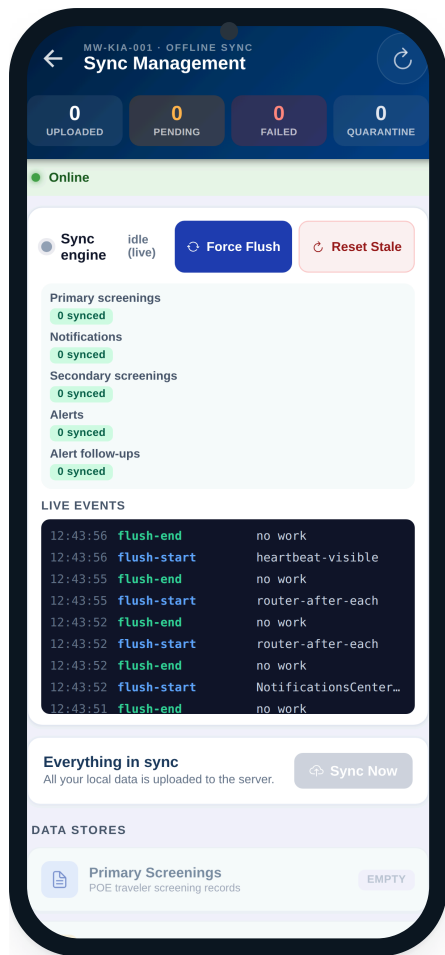 MW-KIA-001 · OFFLINE SYNC
Sync Management
0 0 0 0
UPLOADED PENDING FAILED QUARANTINE
Online
Sync engine
idle (live)
Force Flush
Reset Stale
Primary screenings
0 synced
Notifications
0 synced
Secondary screenings
0 synced
Alerts
0 synced
Alert follow-ups
0 synced
LIVE EVENTS
12:43:56 flush-end no work
12:43:56 flush-start heartbeat-visible
12:43:55 flush-end no work
12:43:55 flush-start router-after-each
12:43:52 flush-end no work
12:43:52 flush-start router-after-each
12:43:52 flush-end no work
12:43:52 flush-start NotificationsCenter…
12:43:51 flush-end no work
Everything in sync
All your local data is uploaded to the server.
Sync Now
DATA STORES
Primary Screenings
POE traveler screening records
EMPTY